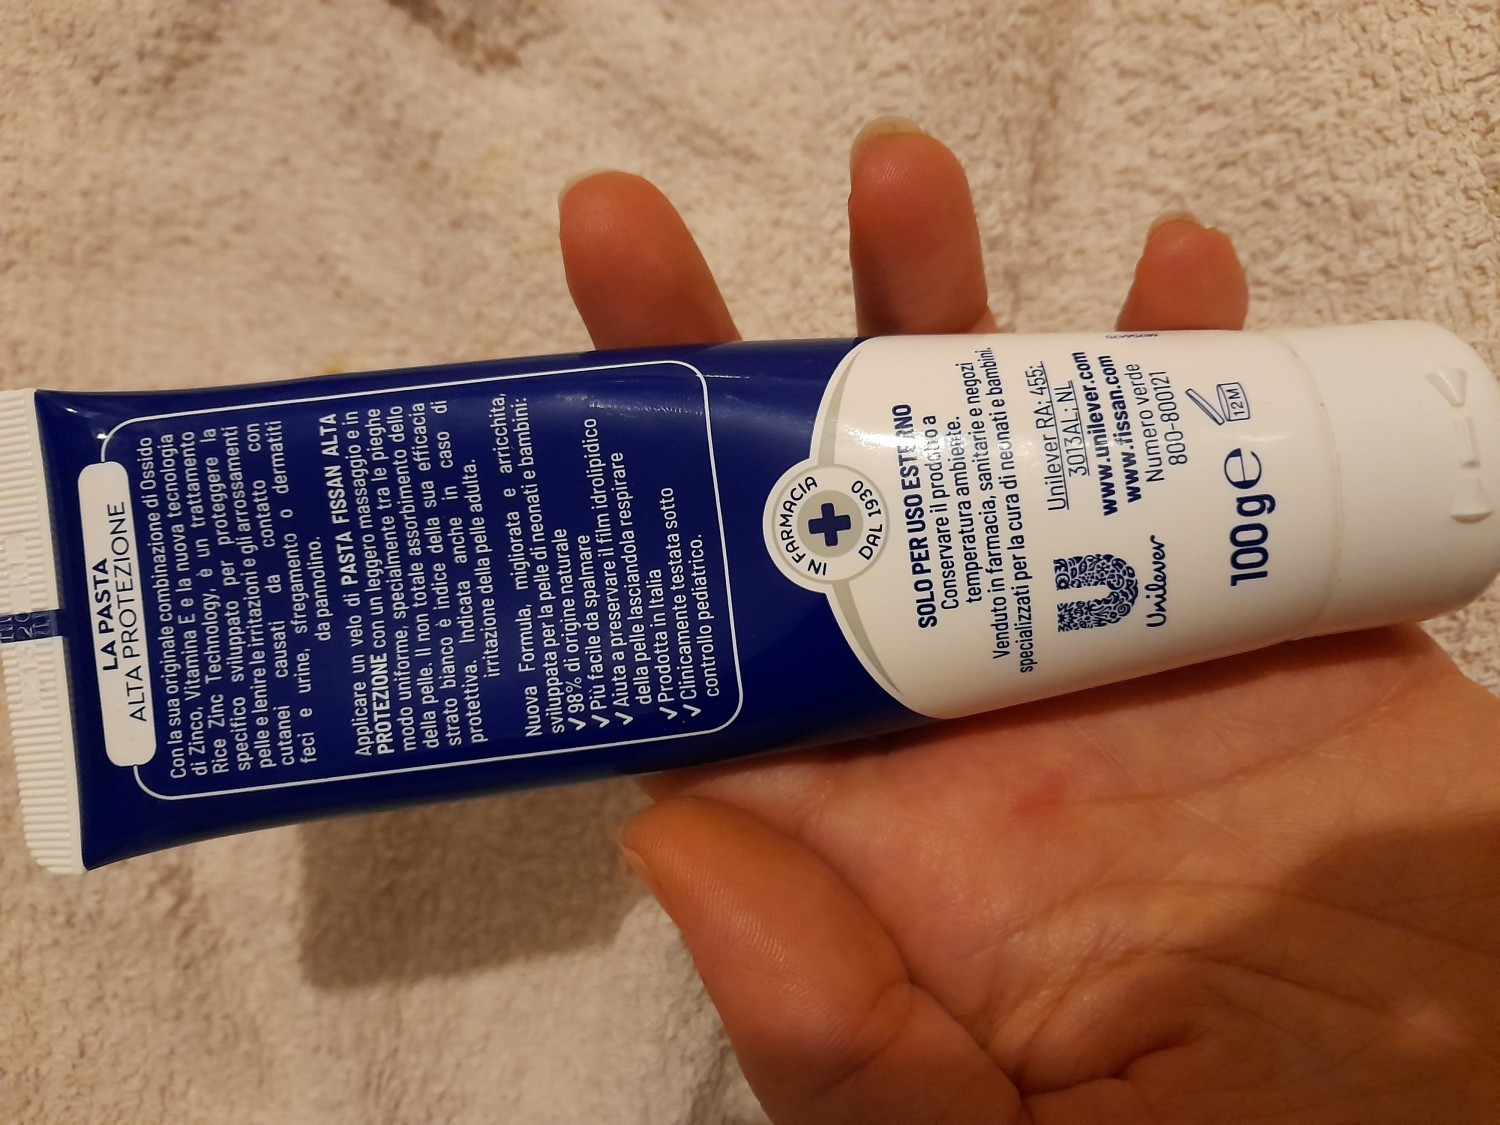 LA PASTA
ALTA PROTEZIONE
Con la sua originale combinazione di Ossido
di Zinco, Vitamina E e la nuova tecnologia
Rice Zinc Technology, è un trattamento
specifico sviluppato per proteggere la
pelle e lenire le irritazioni e gli arrossamenti
cutanei causati da contatto con
feci e urine, sfregamento o dermatiti
da pannolino.
Applicare un velo di PASTA FISSAN ALTA
PROTEZIONE con un leggero massaggio e in
modo uniforme, specialmente tra le pieghe
della pelle. Il non totale assorbimento dello
strato bianco è indice della sua efficacia
protettiva. Indicata anche in caso di
irritazione della pelle adulta.
Nuova Formula, migliorata e arricchita,
sviluppata per la pelle di neonati e bambini:
✓ 98% di origine naturale
✓ Più facile da spalmare
✓ Aiuta a preservare il film idrolipidico
della pelle lasciandola respirare
✓ Prodotta in Italia
✓ Clinicamente testata sotto
controllo pediatrico.
IN FARMACIA
DAL 1930
SOLO PER USO ESTERNO
Conservare il prodotto a
temperatura ambiente.
Venduto in farmacia, sanitarie e negozi
specializzati per la cura di neonati e bambini.
Unilever
Unilever RA: 455;
3013AL; NL
www.unilever.com
www.fissan.com
Numero verde
800-800121
100g e
12M